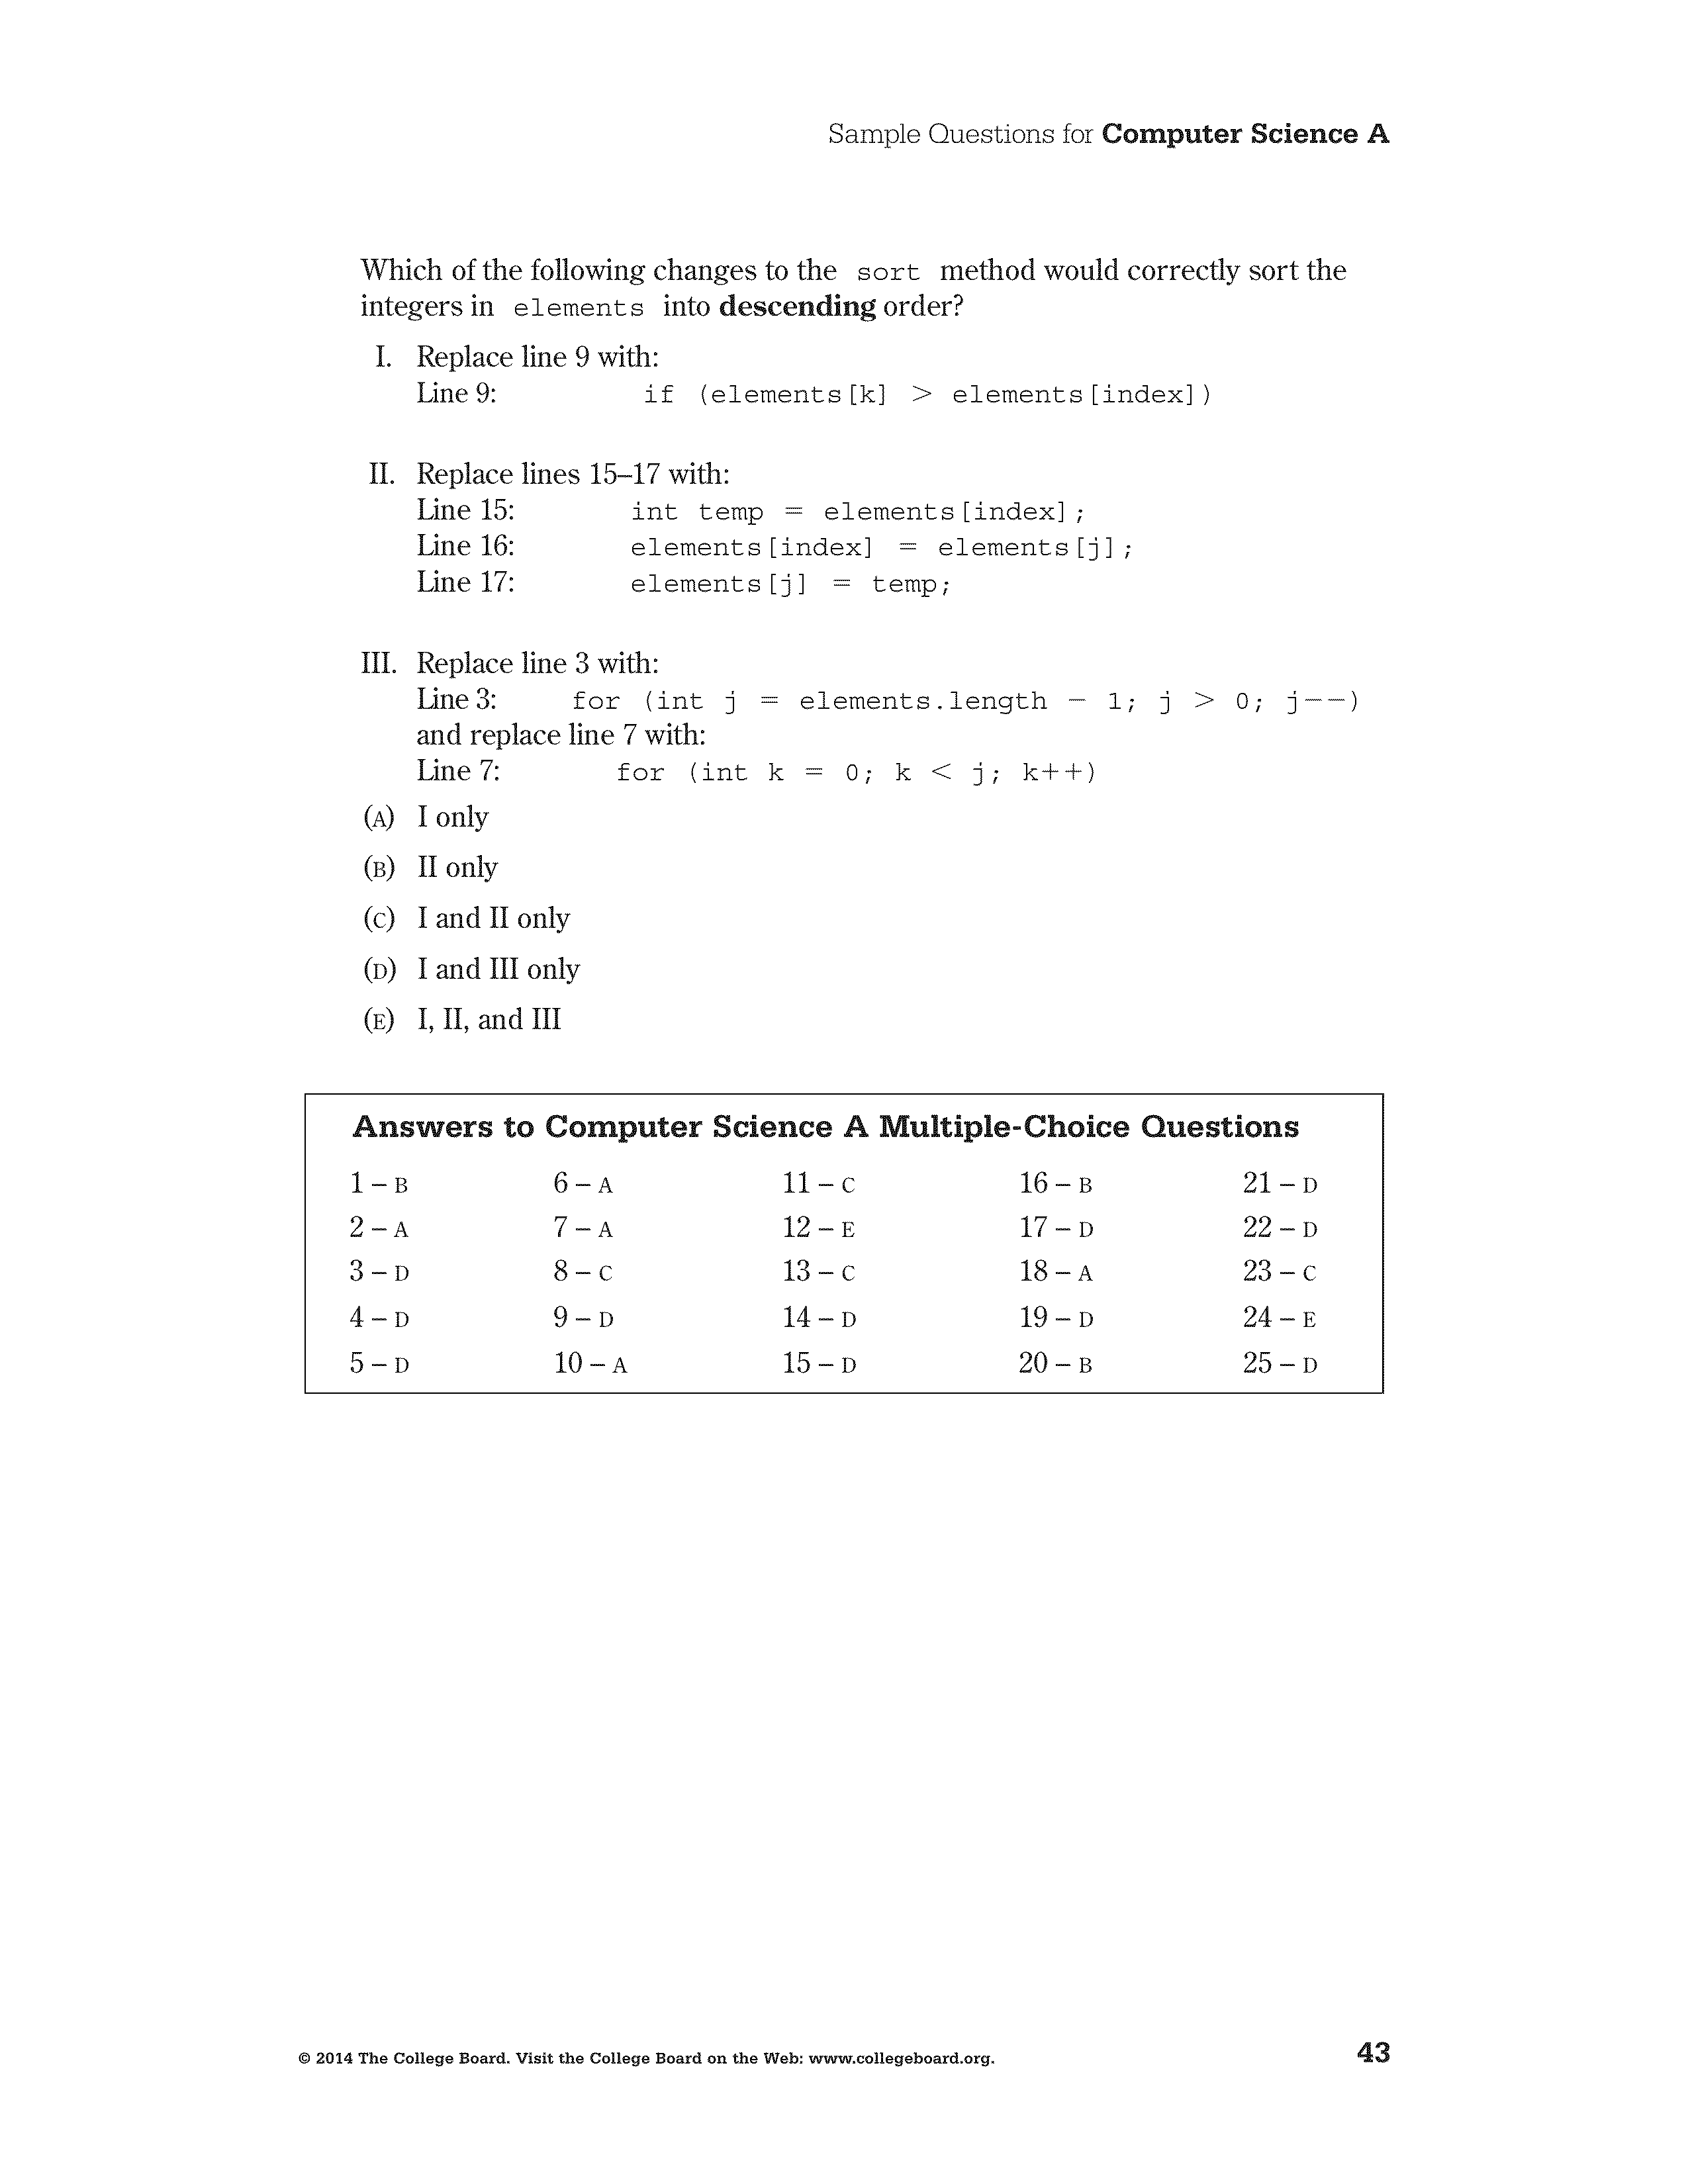 Sample Questions for Computer Science A
Which of the following changes to the sort method would correctly sort the
integers in elements into descending order?
I. Replace line 9 with:
Line 9: if (elements[k] > elements[index])
II. Replace lines 15–17 with:
Line 15: int temp = elements[index];
Line 16: elements[index] = elements[j];
Line 17: elements[j] = temp;
III. Replace line 3 with:
Line 3: for (int j = elements.length − 1; j > 0; j−−)
and replace line 7 with:
Line 7: for (int k = 0; k < j; k++)
(A) I only
(B) II only
(C) I and II only
(D) I and III only
(E) I, II, and III
Answers to Computer Science A Multiple-Choice Questions
1 – B 6 – A 11 – C 16 – B 21 – D
2 – A 7 – A 12 – E 17 – D 22 – D
3 – D 8 – C 13 – C 18 – A 23 – C
4 – D 9 – D 14 – D 19 – D 24 – E
5 – D 10 – A 15 – D 20 – B 25 – D
© 2014 The College Board. Visit the College Board on the Web: www.collegeboard.org. 43